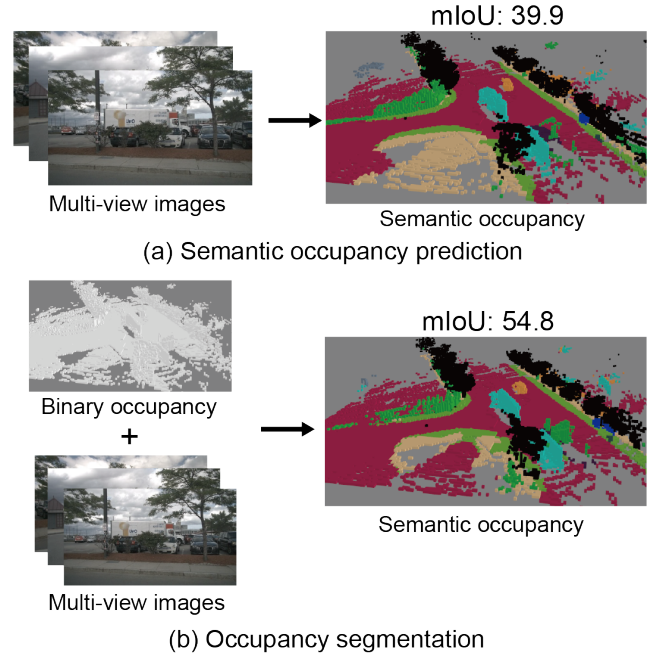 mIoU: 39.9
Multi-view images
Semantic occupancy
(a) Semantic occupancy prediction
mIoU: 54.8
Binary occupancy
+
Multi-view images
Semantic occupancy
(b) Occupancy segmentation